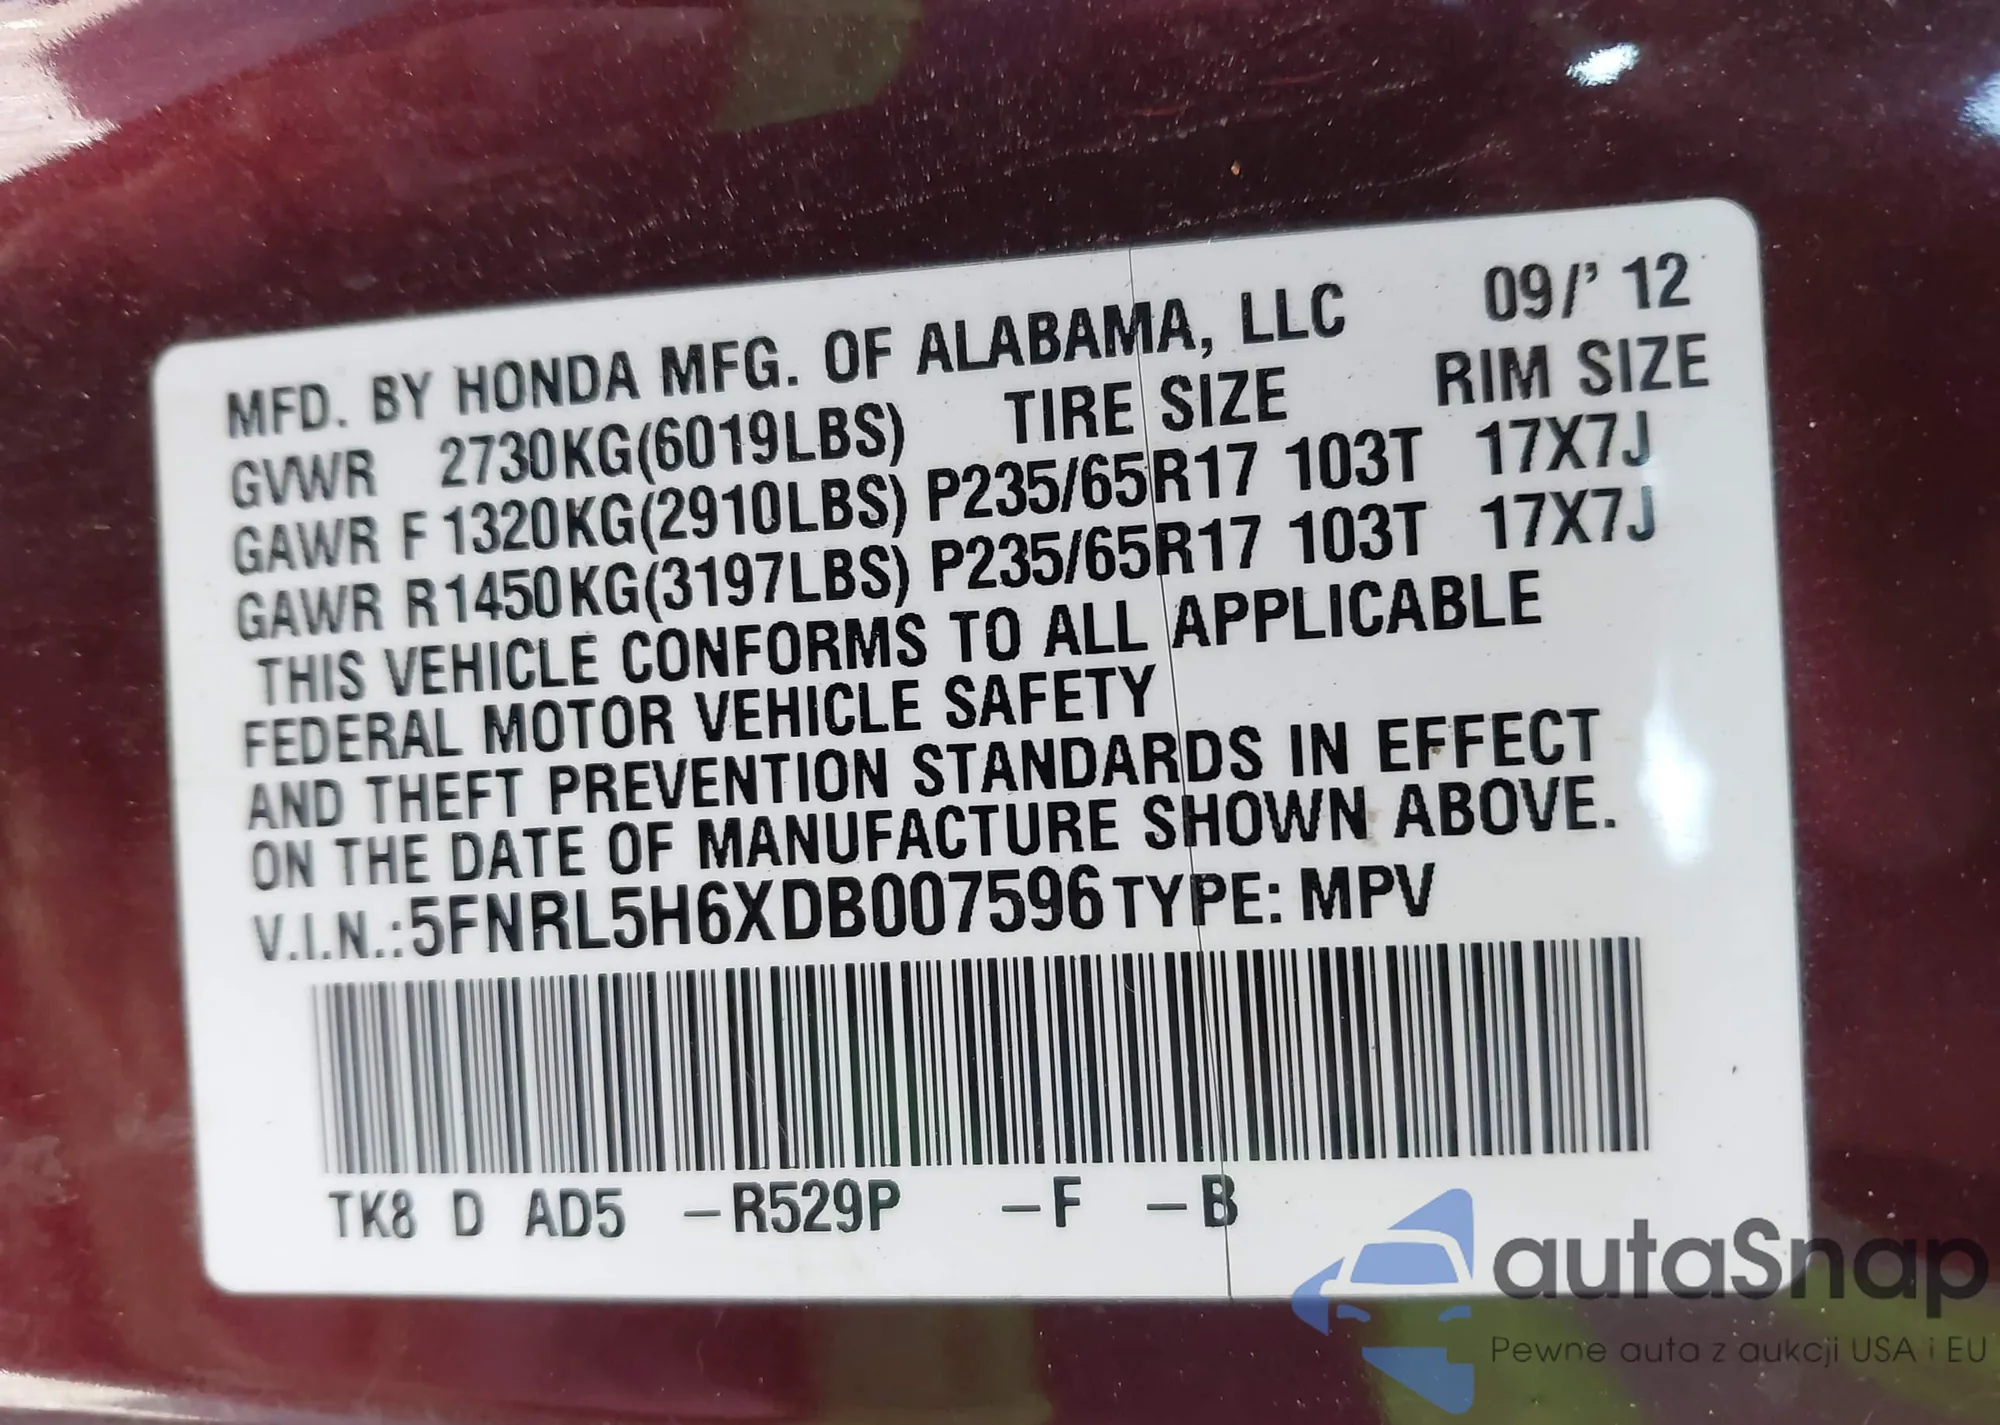 MFD. BY HONDA MFG. OF ALABAMA, LLC 09/' 12
GVWR 2730KG(6019LBS) TIRE SIZE RIM SIZE
GAWR F 1320KG(2910LBS) P235/65R17 103T 17X7J
GAWR R1450KG(3197LBS) P235/65R17 103T 17X7J
THIS VEHICLE CONFORMS TO ALL APPLICABLE
FEDERAL MOTOR VEHICLE SAFETY
AND THEFT PREVENTION STANDARDS IN EFFECT
ON THE DATE OF MANUFACTURE SHOWN ABOVE.
V.I.N.:5FNRL5H6XDB007596 TYPE: MPV
TK8 D AD5 –R529P –F –B
autaSnap
Pewne auta z aukcji USA i EU